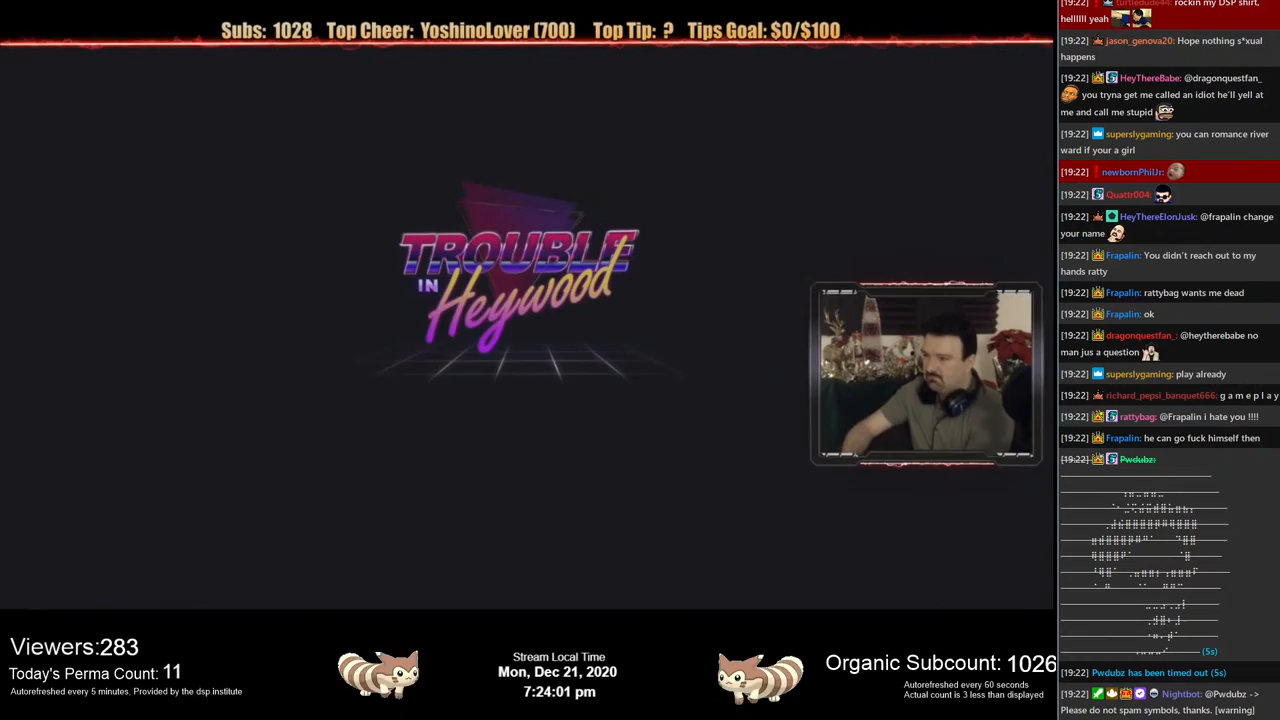 Subs: 1028 Top Cheer: YoshinoLover (700) Top Tip: ? Tips Goal: $0/$100
TROUBLE
IN Heywood
Viewers:283
Today's Perma Count: 11
Autorefreshed every 5 minutes, Provided by the dsp institute
Stream Local Time
Mon, Dec 21, 2020
7:24:01 pm
Organic Subcount: 1026
Autorefreshed every 60 seconds
Actual count is 3 less than displayed
[19:22] turtledude44: rockin my DSP shirt,
hellllll yeah
[19:22] jason_genova20: Hope nothing s*xual
happens
[19:22] HeyThereBabe: @dragonquestfan_
you tryna get me called an idiot he'll yell at
me and call me stupid
[19:22] superslygaming: you can romance river
ward if your a girl
[19:22] newbornPhilJr:
[19:22] Quattr004:
[19:22] HeyThereElonJusk: @frapalin change
your name
[19:22] Frapalin: You didn't reach out to my
hands ratty
[19:22] Frapalin: rattybag wants me dead
[19:22] Frapalin: ok
[19:22] dragonquestfan_: @heytherebabe no
man jus a question
[19:22] superslygaming: play already
[19:22] richard_pepsi_banquet666: g a m e p l a y
[19:22] rattybag: @Frapalin i hate you !!!!
[19:22] Frapalin: he can go fuck himself then
[19:22] Pwdubz:
(5s)
[19:22] Pwdubz has been timed out (5s)
[19:22] Nightbot: @Pwdubz ->
Please do not spam symbols, thanks. [warning]